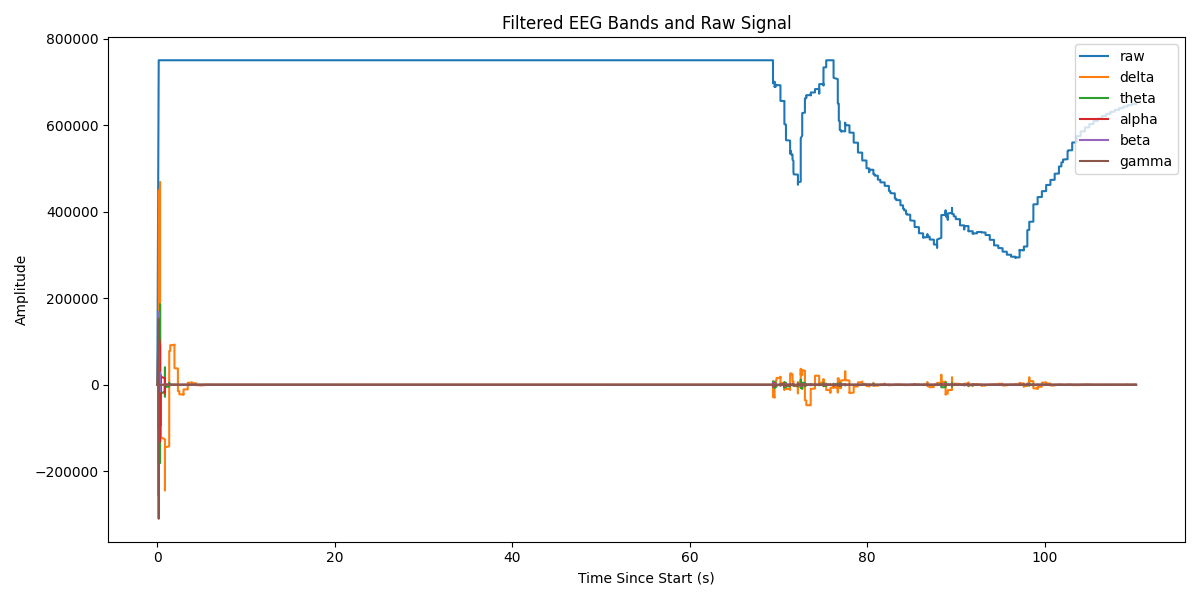 Filtered EEG Bands and Raw Signal
800000
600000
400000
200000
0
−200000
Amplitude
raw
delta
theta
alpha
beta
gamma
0
20
40
60
80
100
Time Since Start (s)